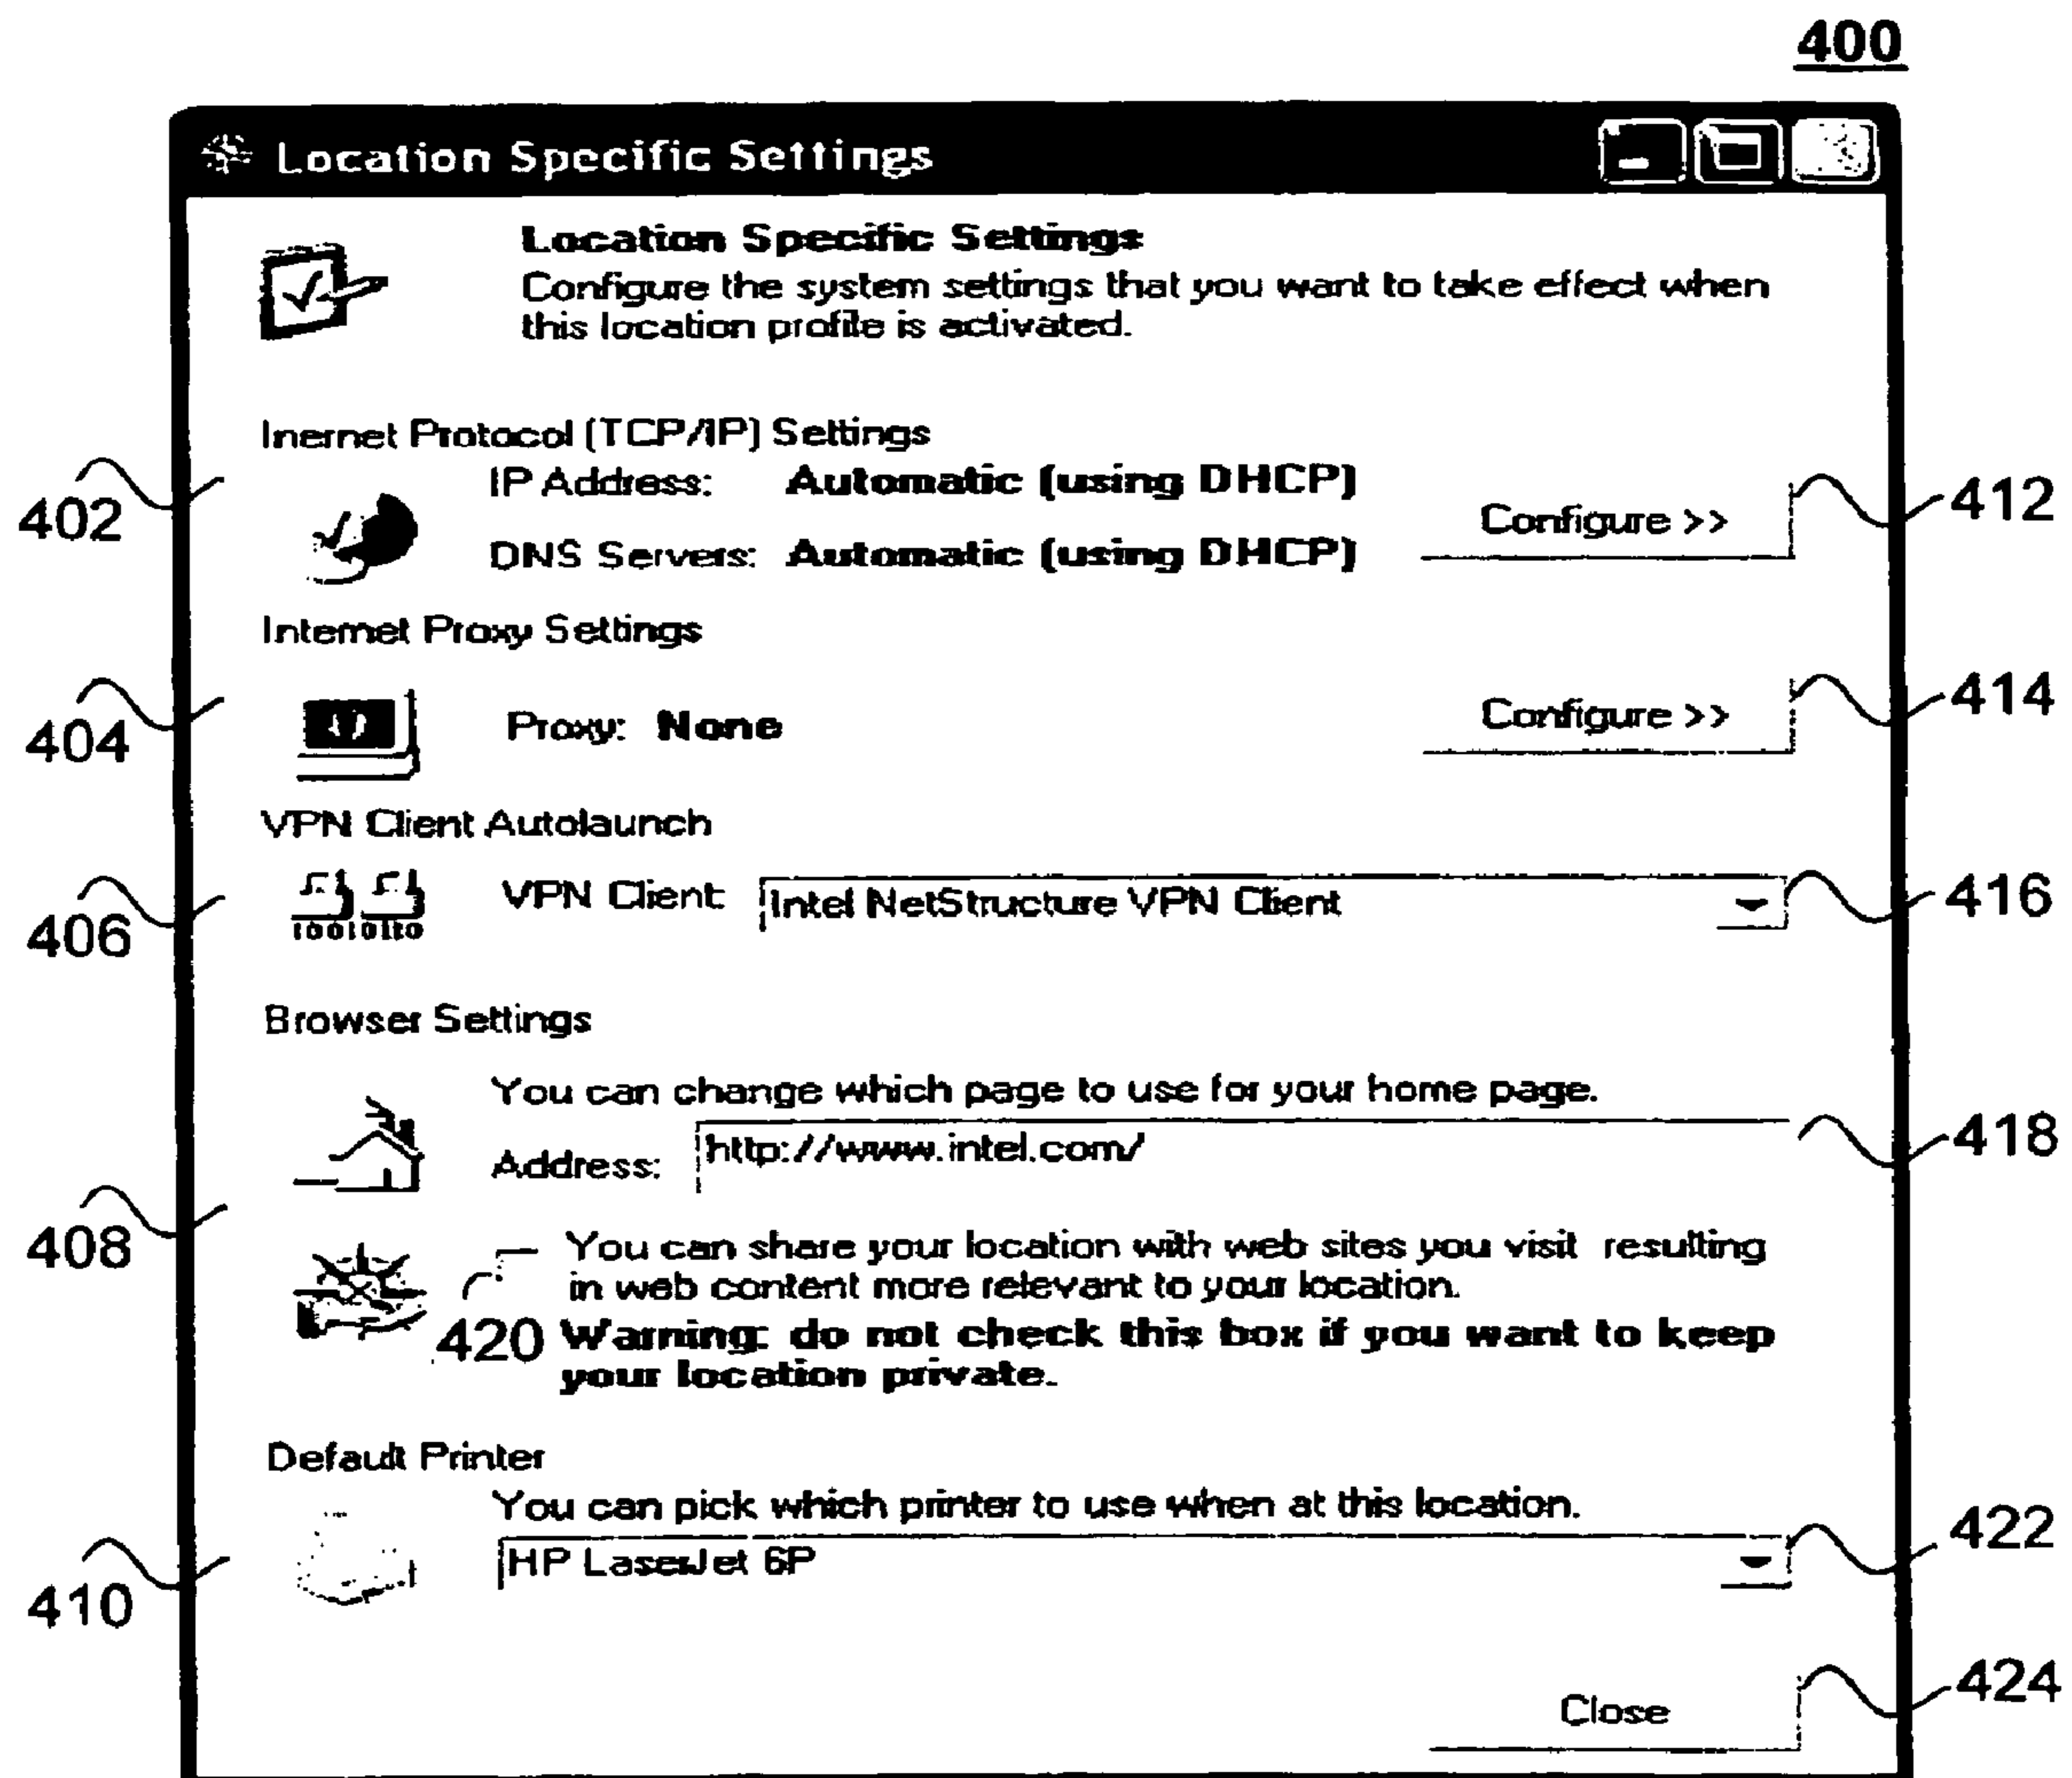 400
Location Specific Settings
Location Specific Settings
Configure the system settings that you want to take effect when
this location profile is activated.
Inernet Protocol (TCP/IP) Settings
402
IP Address: Automatic (using DHCP)
Configure >>
412
DNS Servers: Automatic (using DHCP)
Internet Proxy Settings
404
Proxy: None
Configure >>
414
VPN Client Autolaunch
406
VPN Client: Intel NetStructure VPN Client
416
10010110
Browser Settings
You can change which page to use for your home page.
Address: http://www.intel.com/
418
408
You can share your location with web sites you visit resulting
in web content more relevant to your location.
420
Warning: do not check this box if you want to keep
your location private.
Default Printer
You can pick which printer to use when at this location.
410
HP LaserJet 6P
422
Close
424